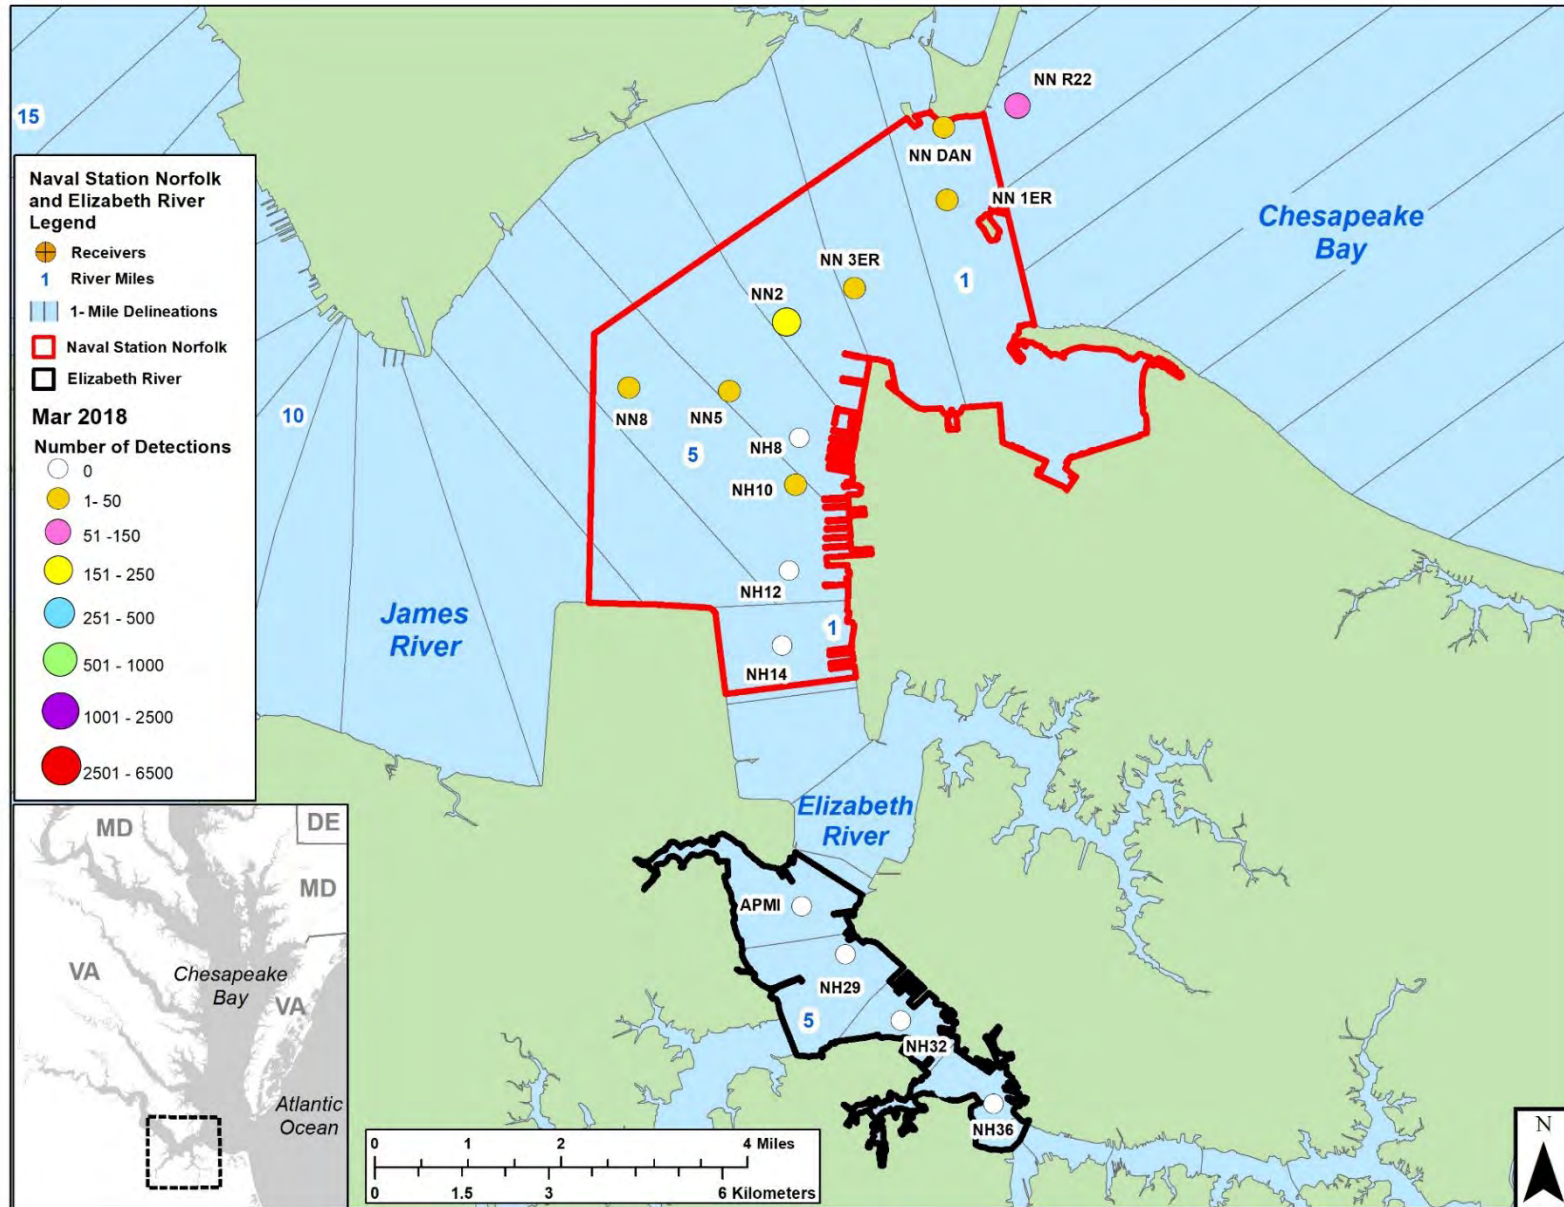 NN R22
15
NN DAN
Naval Station Norfolk
and Elizabeth River
Legend
Receivers
1 River Miles
1- Mile Delineations
Naval Station Norfolk
Elizabeth River
Mar 2018
Number of Detections
0
1- 50
51 -150
151 - 250
251 - 500
501 - 1000
1001 - 2500
2501 - 6500
NN 1ER
Chesapeake
Bay
NN 3ER
1
NN2
10
NN8
NN5
NH8
5
NH10
NH12
James
River
1
NH14
Elizabeth
River
APMI
NH29
5
NH32
NH36
MD
DE
MD
VA
Chesapeake
Bay
VA
Atlantic
Ocean
0 1 2 4 Miles
0 1.5 3 6 Kilometers
N